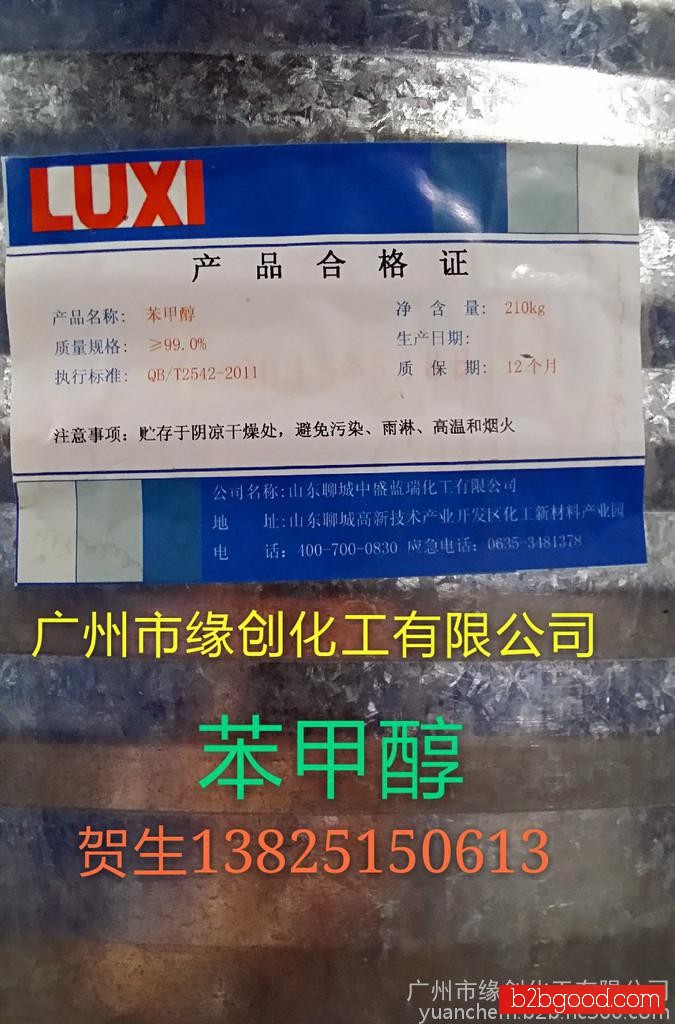 LUXI
产品合格证
产品名称: 苯甲醇 净含量: 210kg
质量规格: ≥99.0% 生产日期:
执行标准: QB/T2542-2011 质保期: 12个月
注意事项: 贮存于阴凉干燥处，避免污染、雨淋、高温和烟火
公司名称:山东聊城中盛蓝瑞化工有限公司
地址:山东聊城高新技术产业开发区化工新材料产业园
电话: 400-700-0830 应急电话: 0635-3481378
广州市缘创化工有限公司
苯甲醇
贺生13825150613
广州市缘创化工有限公司
b2bgood.com
yuanchem.b2b.hc360.com